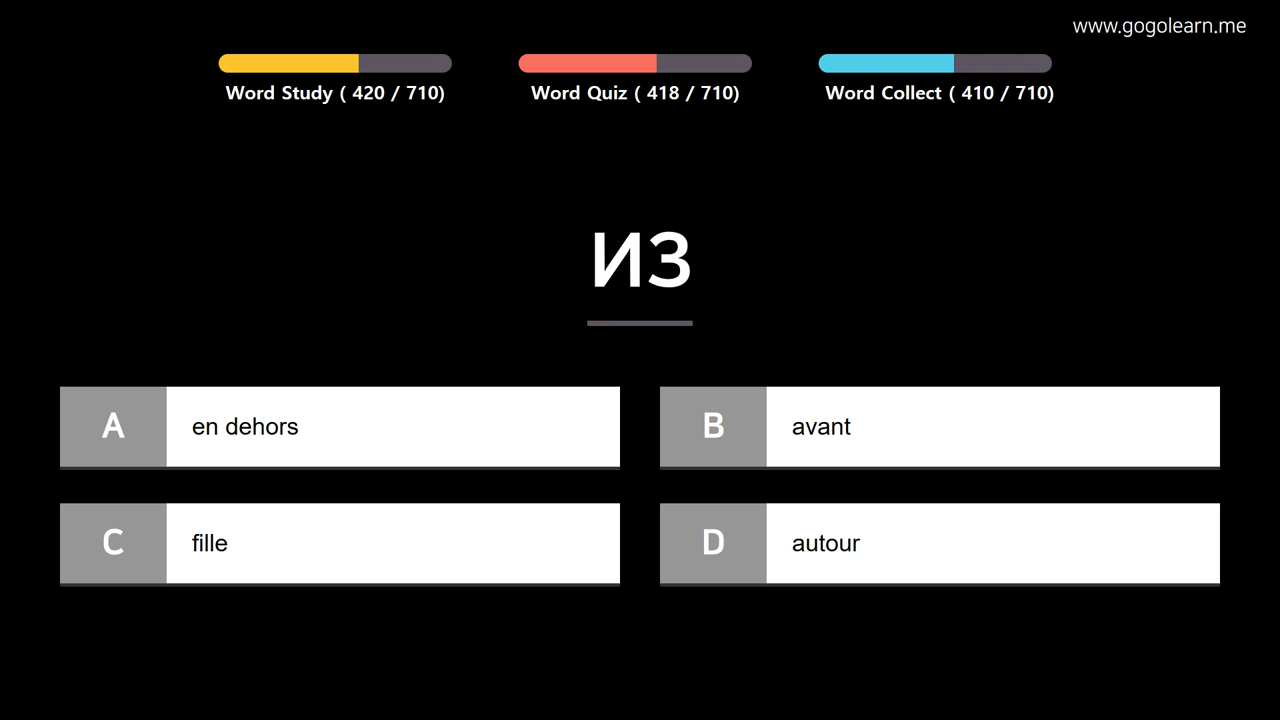 www.gogolearn.me
Word Study ( 420 / 710)
Word Quiz ( 418 / 710)
Word Collect ( 410 / 710)
из
A en dehors
B avant
C fille
D autour